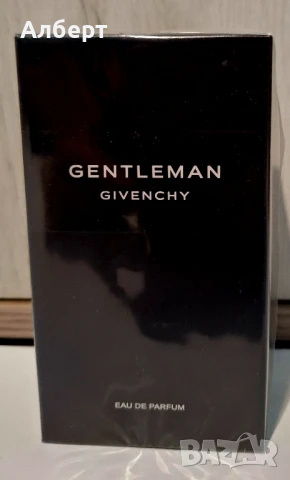 Алберт
GENTLEMAN
GIVENCHY
EAU DE PARFUM
BAZAR